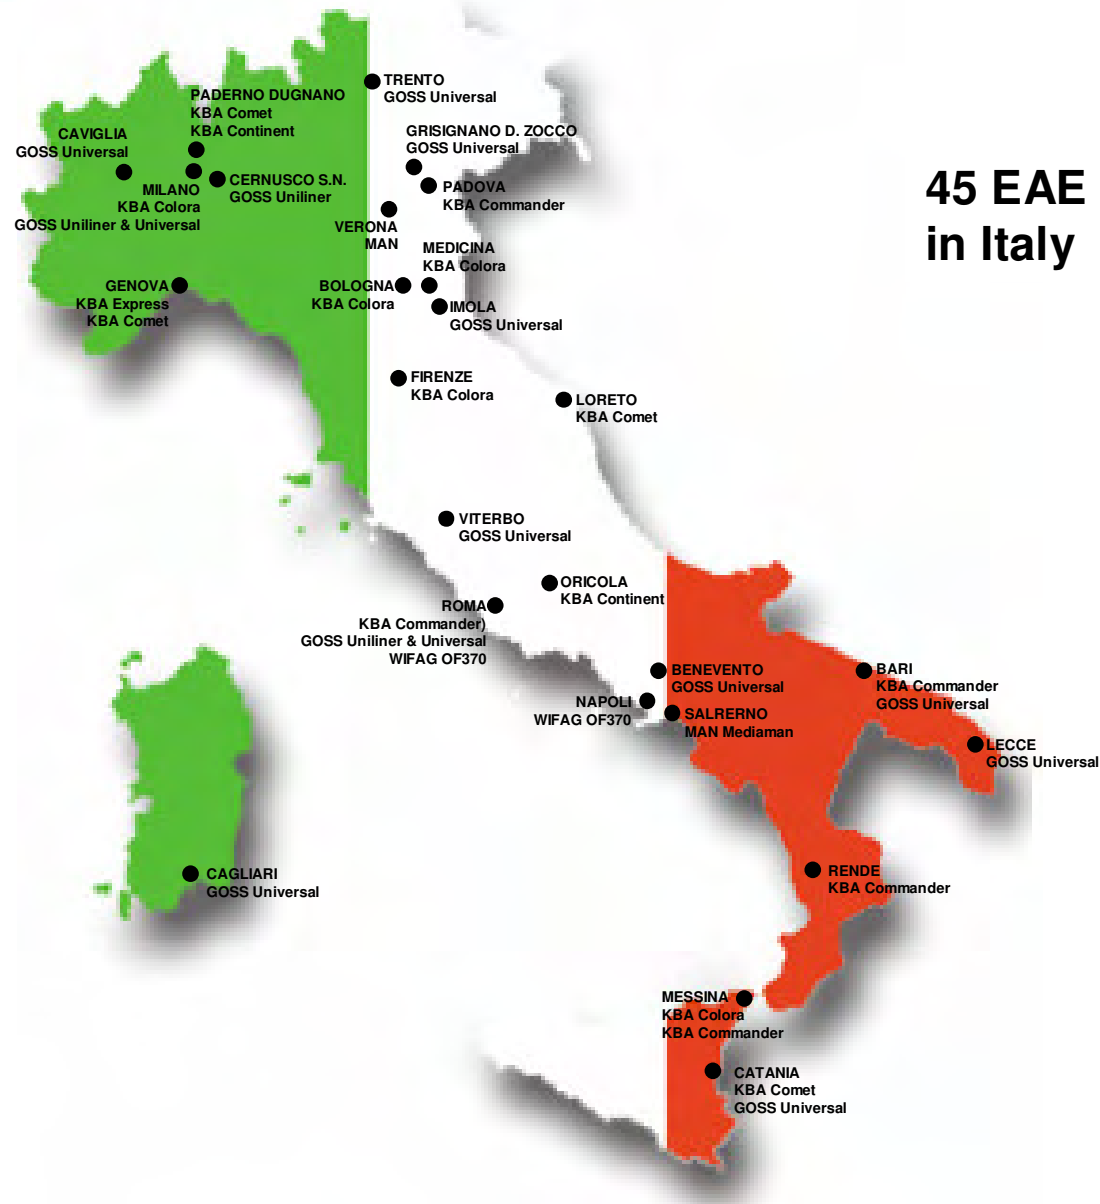 TRENTO
GOSS Universal
PADERNO DUGNANO
KBA Comet
KBA Continent
GRISIGNANO D. ZOCCO
GOSS Universal
CAVIGLIA
GOSS Universal
45 EAE
in Italy
CERNUSCO S.N.
GOSS Uniliner
PADOVA
KBA Commander
MILANO
KBA Colora
GOSS Uniliner & Universal
VERONA
MAN
MEDICINA
KBA Colora
GENOVA
KBA Express
KBA Comet
BOLOGNA
KBA Colora
IMOLA
GOSS Universal
FIRENZE
KBA Colora
LORETO
KBA Comet
VITERBO
GOSS Universal
ORICOLA
KBA Continent
ROMA
KBA Commander)
GOSS Uniliner & Universal
WIFAG OF370
BENEVENTO
GOSS Universal
BARI
KBA Commander
GOSS Universal
NAPOLI
WIFAG OF370
SALRERNO
MAN Mediaman
LECCE
GOSS Universal
CAGLIARI
GOSS Universal
RENDE
KBA Commander
MESSINA
KBA Colora
KBA Commander
CATANIA
KBA Comet
GOSS Universal